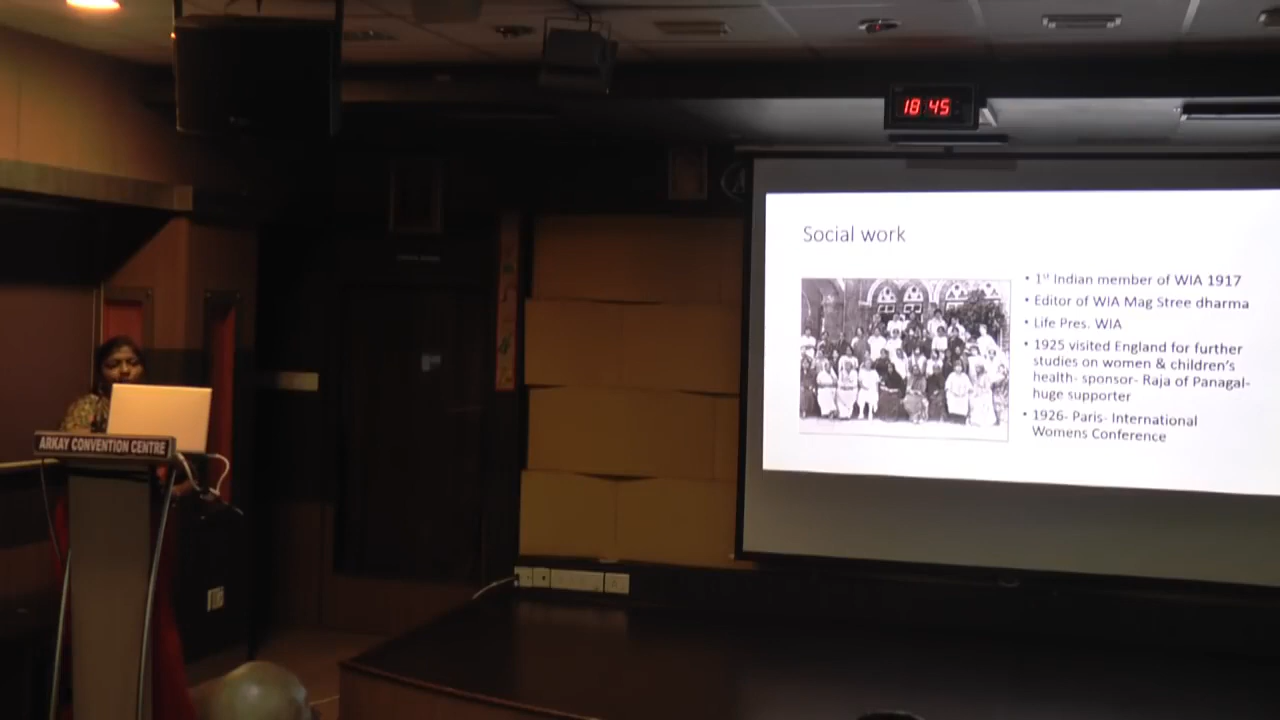 18:45
Social work
• 1st Indian member of WIA 1917
• Editor of WIA Mag Stree dharma
• Life Pres. WIA
• 1925 visited England for further
studies on women & children's
health- sponsor- Raja of Panagal-
huge supporter
• 1926- Paris- International
Womens Conference
ARKAY CONVENTION CENTRE